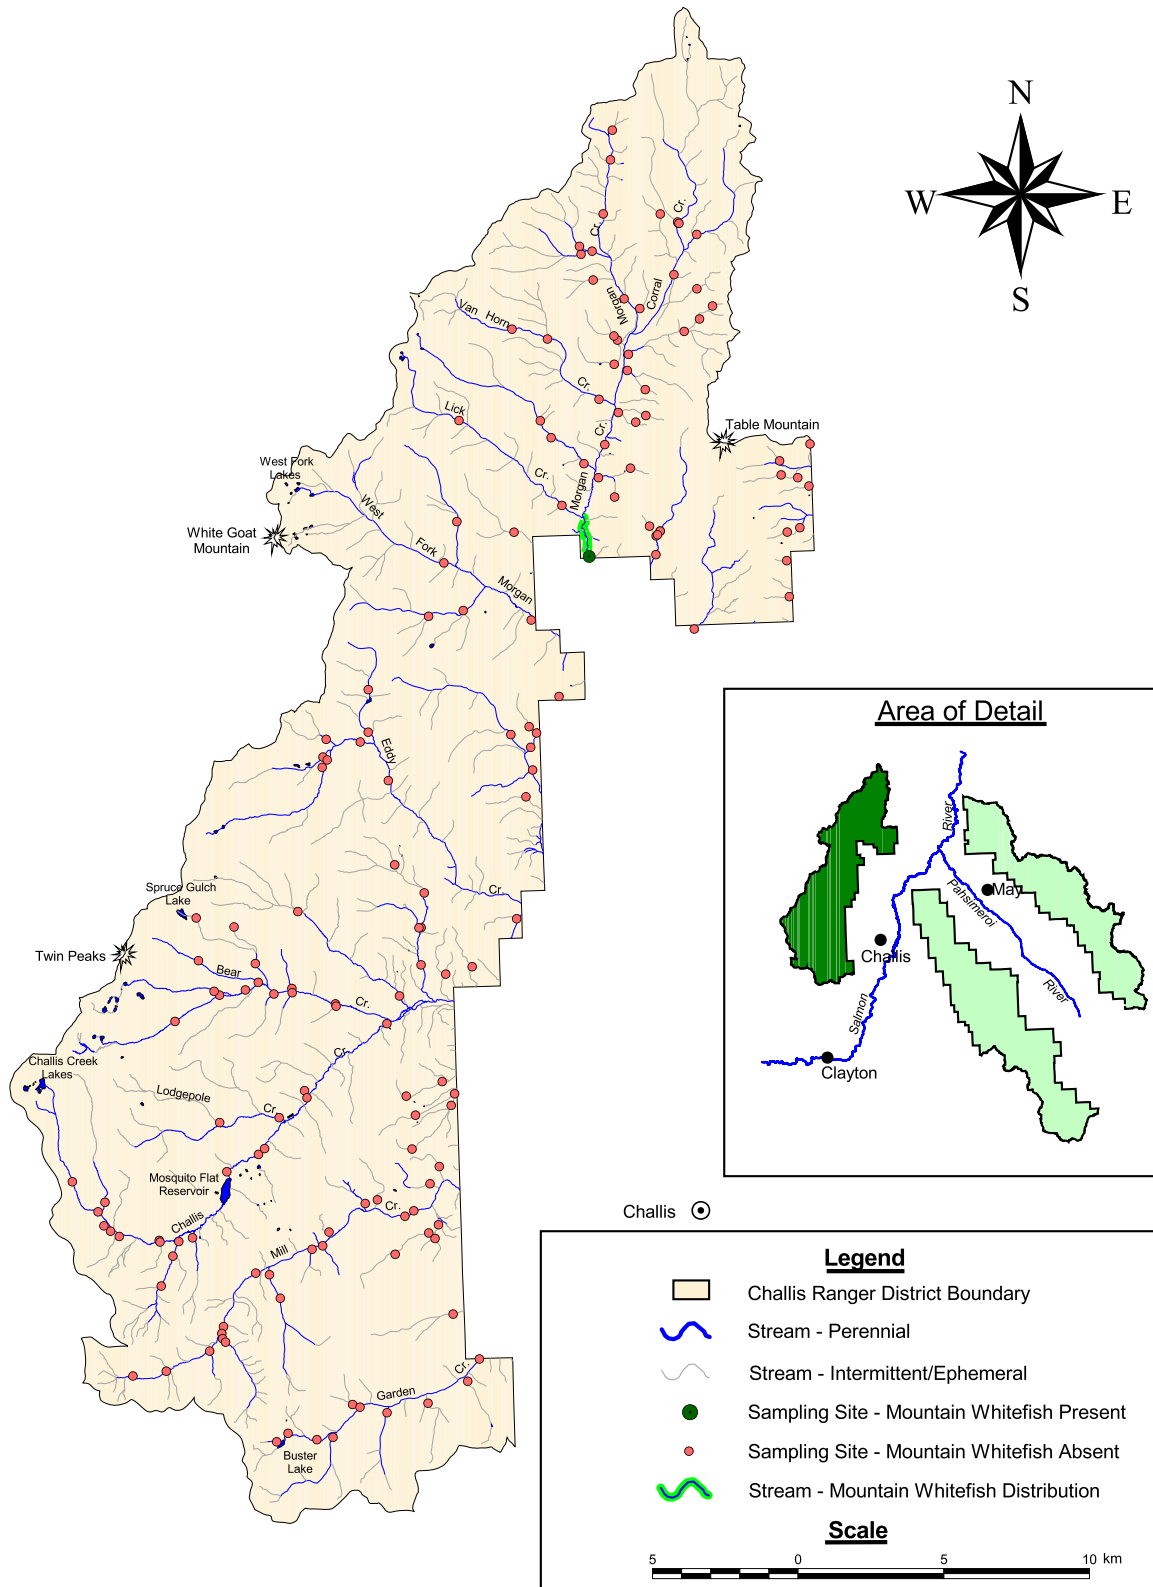 N
W
E
S
Cr.
Cr.
Morgan
Corral
Van Horn
Cr.
Lick
Cr.
Cr.
Morgan
Table Mountain
West Fork
Lakes
West
Fork
Morgan
White Goat
Mountain
Eddy
Cr.
Spruce Gulch
Lake
Twin Peaks
Bear
Cr.
Cr.
Challis Creek
Lakes
Lodgepole
Cr.
Mosquito Flat
Reservoir
Challis
Cr.
Mill
Garden
Cr.
Buster
Lake
Area of Detail
River
Pahsimeroi
May
Challis
River
Salmon
Clayton
Challis
Legend
Challis Ranger District Boundary
Stream - Perennial
Stream - Intermittent/Ephemeral
Sampling Site - Mountain Whitefish Present
Sampling Site - Mountain Whitefish Absent
Stream - Mountain Whitefish Distribution
Scale
5 0 5 10 km